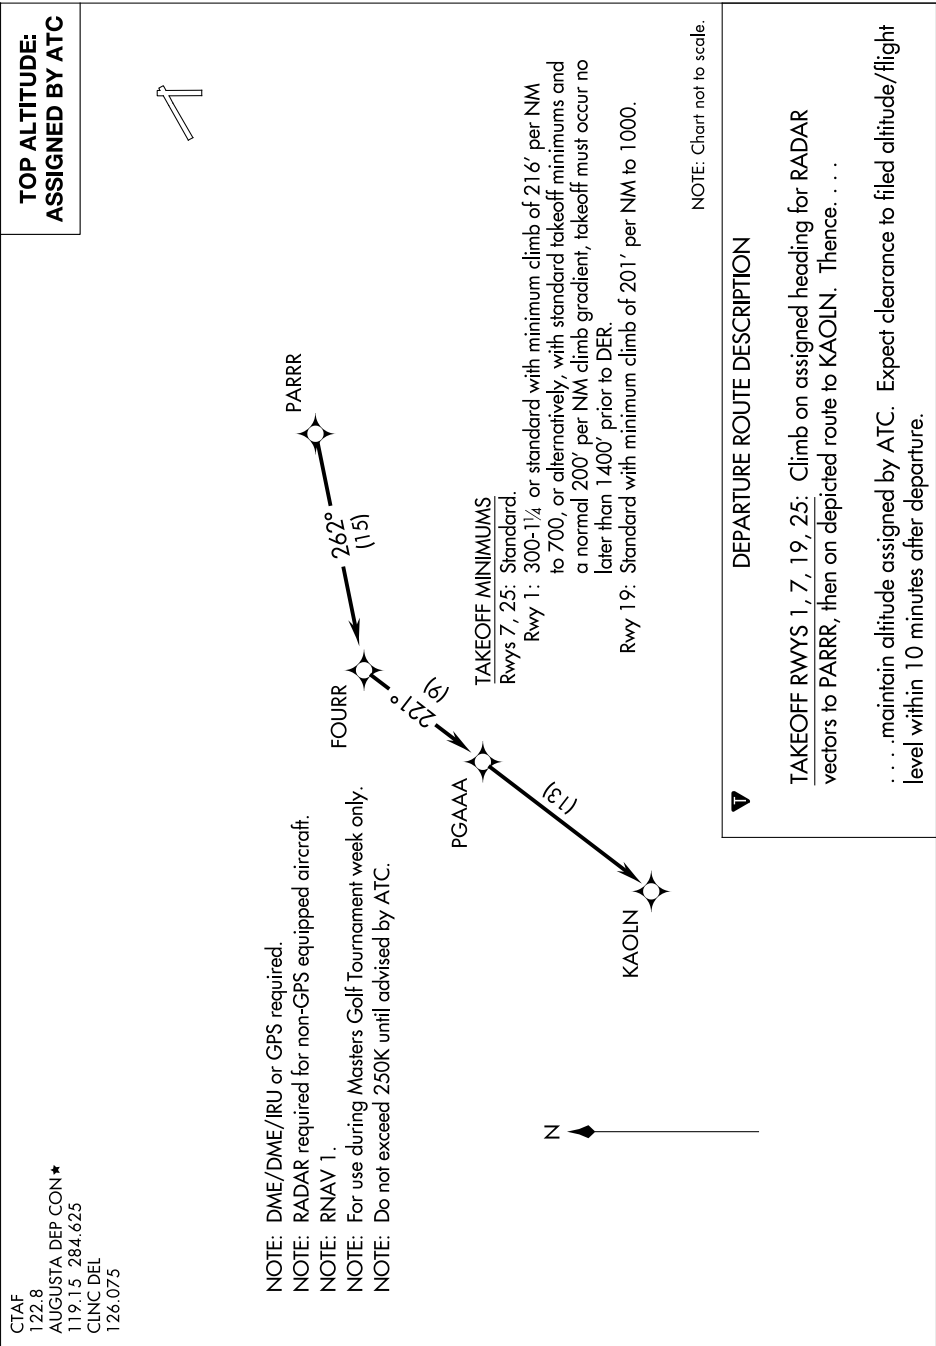 CTAF
122.8
AUGUSTA DEP CON★
119.15 284.625
CLNC DEL
126.075
TOP ALTITUDE:
ASSIGNED BY ATC
NOTE: DME/DME/IRU or GPS required.
NOTE: RADAR required for non-GPS equipped aircraft.
NOTE: RNAV 1.
NOTE: For use during Masters Golf Tournament week only.
NOTE: Do not exceed 250K until advised by ATC.
PARRR
262°
(15)
FOURR
221°
(9)
PGAAA
(13)
KAOLN
N
TAKEOFF MINIMUMS
Rwys 7, 25: Standard.
Rwy 1: 300-1¼ or standard with minimum climb of 216' per NM
to 700, or alternatively, with standard takeoff minimums and
a normal 200' per NM climb gradient, takeoff must occur no
later than 1400' prior to DER.
Rwy 19: Standard with minimum climb of 201' per NM to 1000.
NOTE: Chart not to scale.
T
DEPARTURE ROUTE DESCRIPTION
TAKEOFF RWYS 1, 7, 19, 25: Climb on assigned heading for RADAR
vectors to PARRR, then on depicted route to KAOLN. Thence. . . .
. . . .maintain altitude assigned by ATC. Expect clearance to filed altitude/flight
level within 10 minutes after departure.